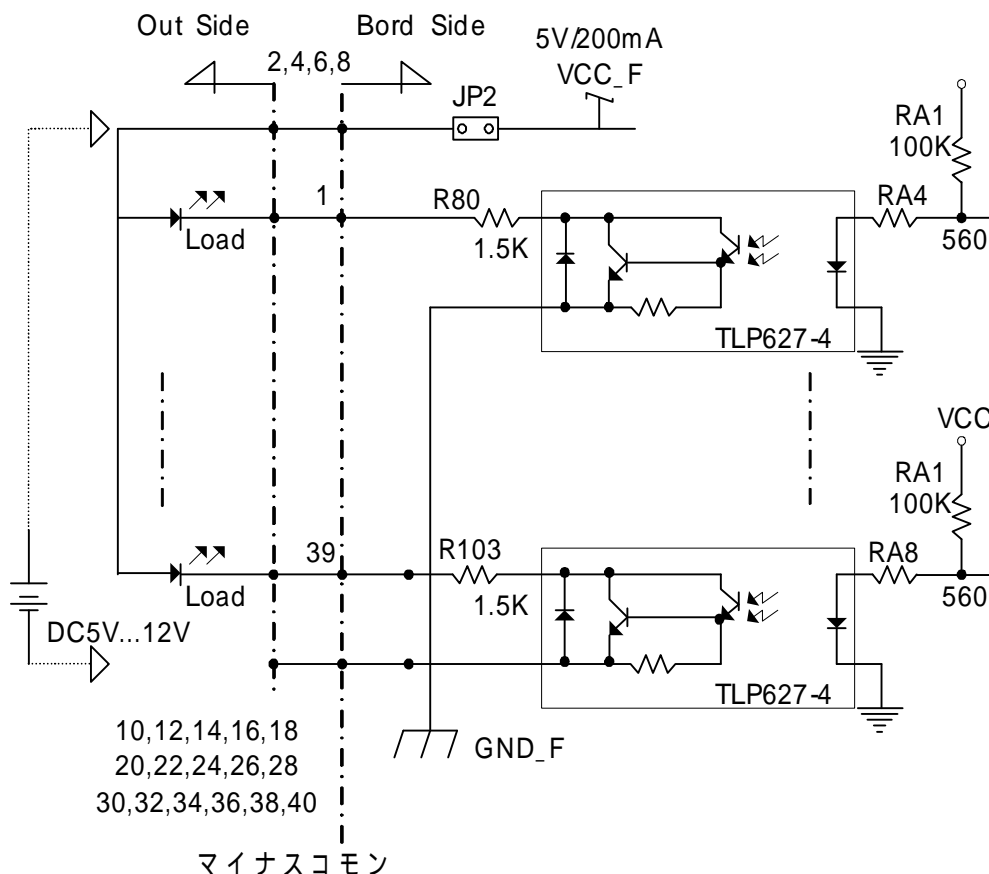 Out Side
Bord Side
2,4,6,8
5V/200mA
VCC_F
JP2
RA1
100K
1
R80
1.5K
RA4
560
Load
TLP627-4
VCC
RA1
100K
39
R103
1.5K
RA8
560
Load
TLP627-4
DC5V...12V
10,12,14,16,18
20,22,24,26,28
30,32,34,36,38,40
GND_F
マイナスコモン